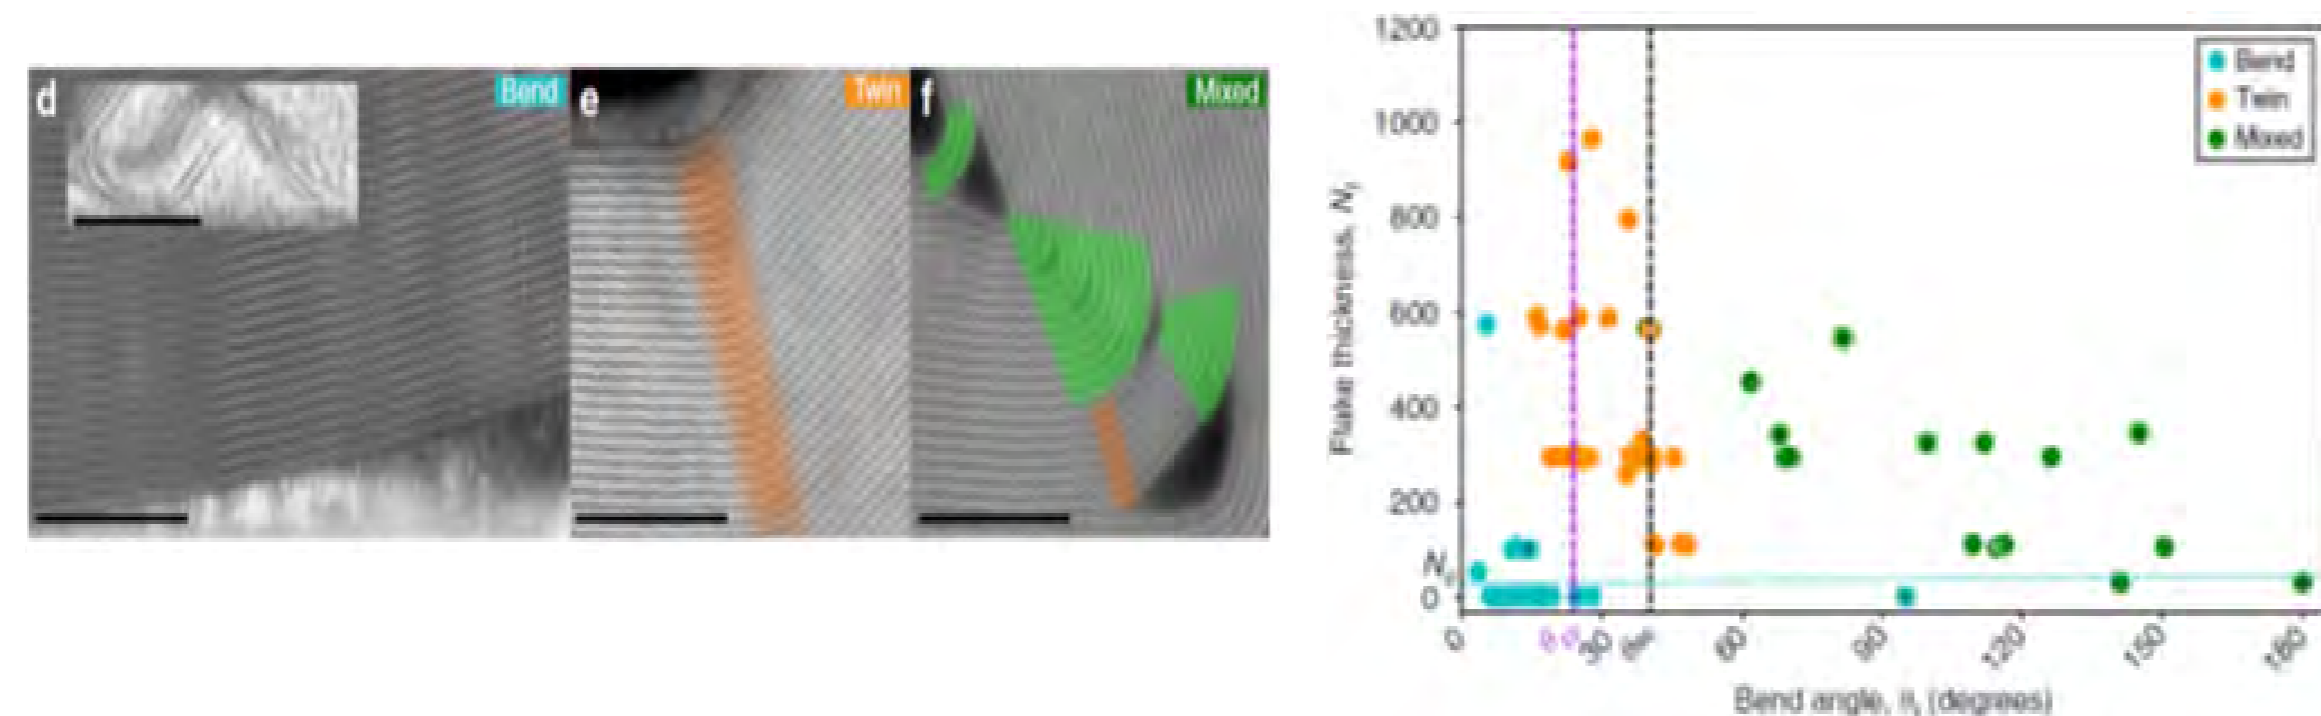 d
Bend
e
Twin
f
Mixed
1200
1000
800
600
400
200
0
Flake thickness, N
Bend
Twin
Mixed
0
30
60
90
120
150
180
Bend angle, (degrees)